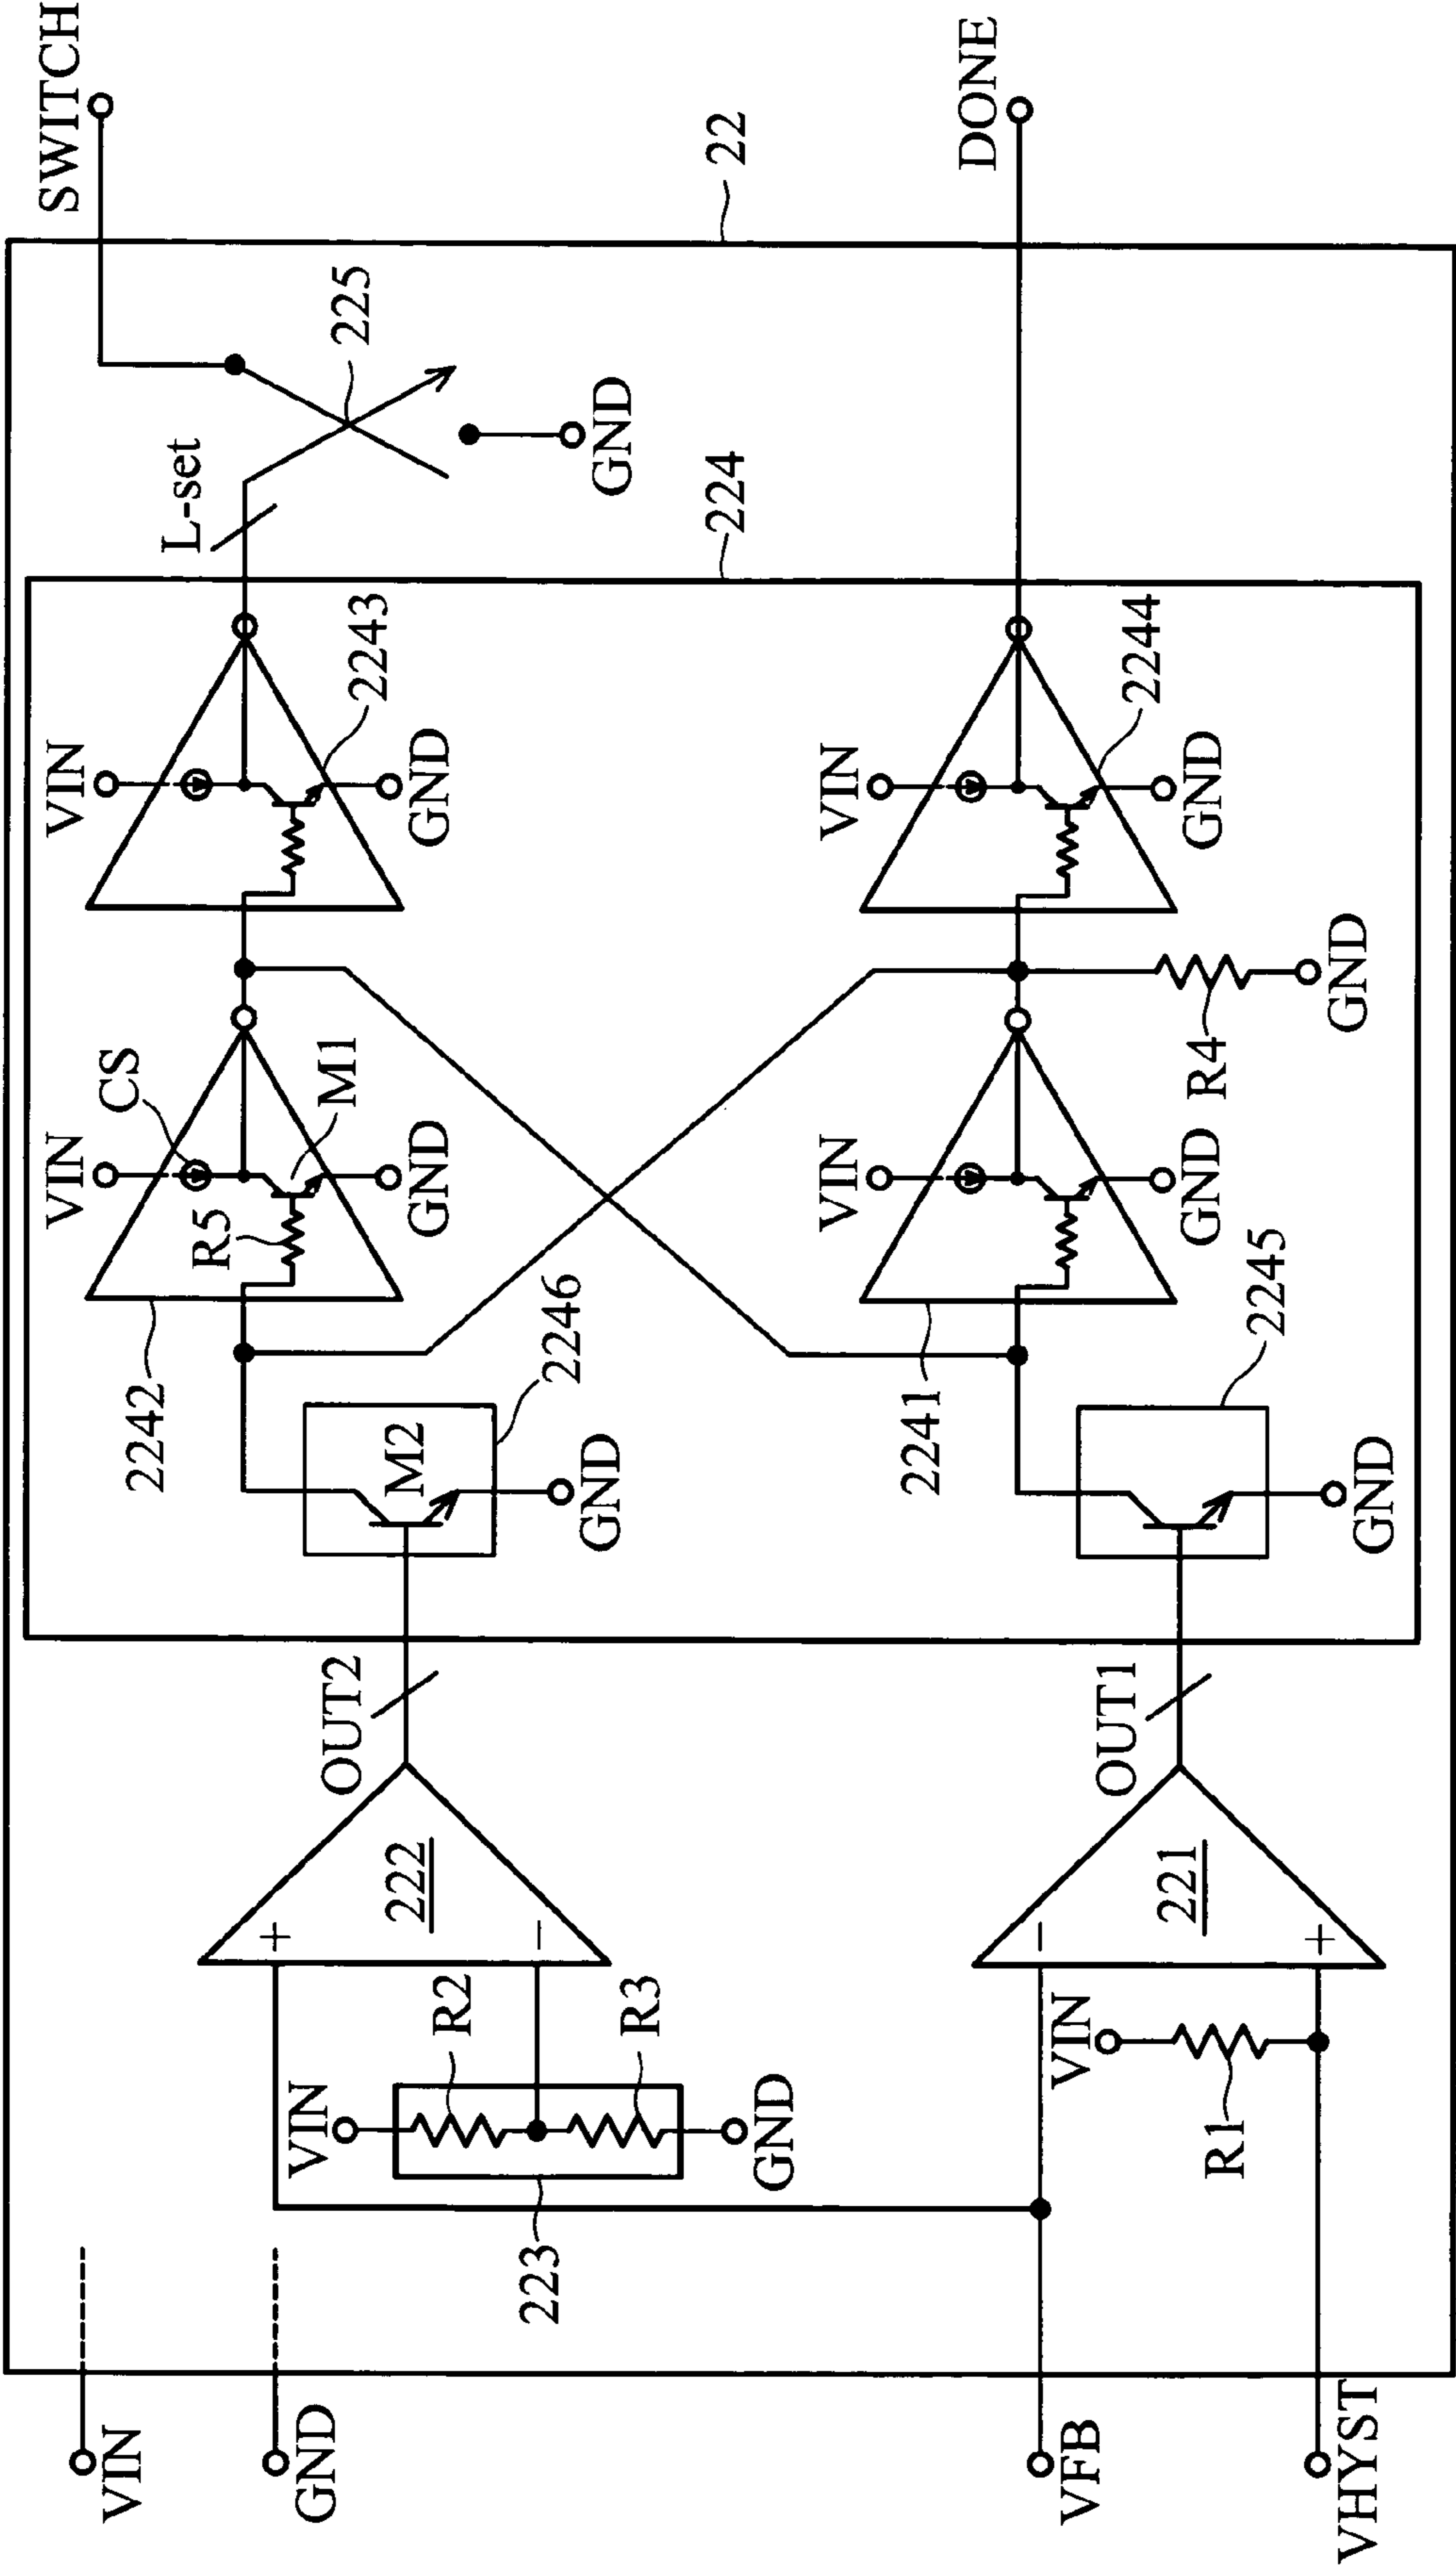 SWITCH
DONE
22
225
L-set
GND
224
VIN
2243
GND
VIN
2244
GND
VIN
CS
M1
R5
GND
2242
VIN
GND
R4
GND
2241
2246
M2
GND
2245
GND
OUT2
OUT1
222
+
−
221
−
+
VIN
R2
R3
GND
223
VIN
R1
VIN
GND
VFB
VHYST